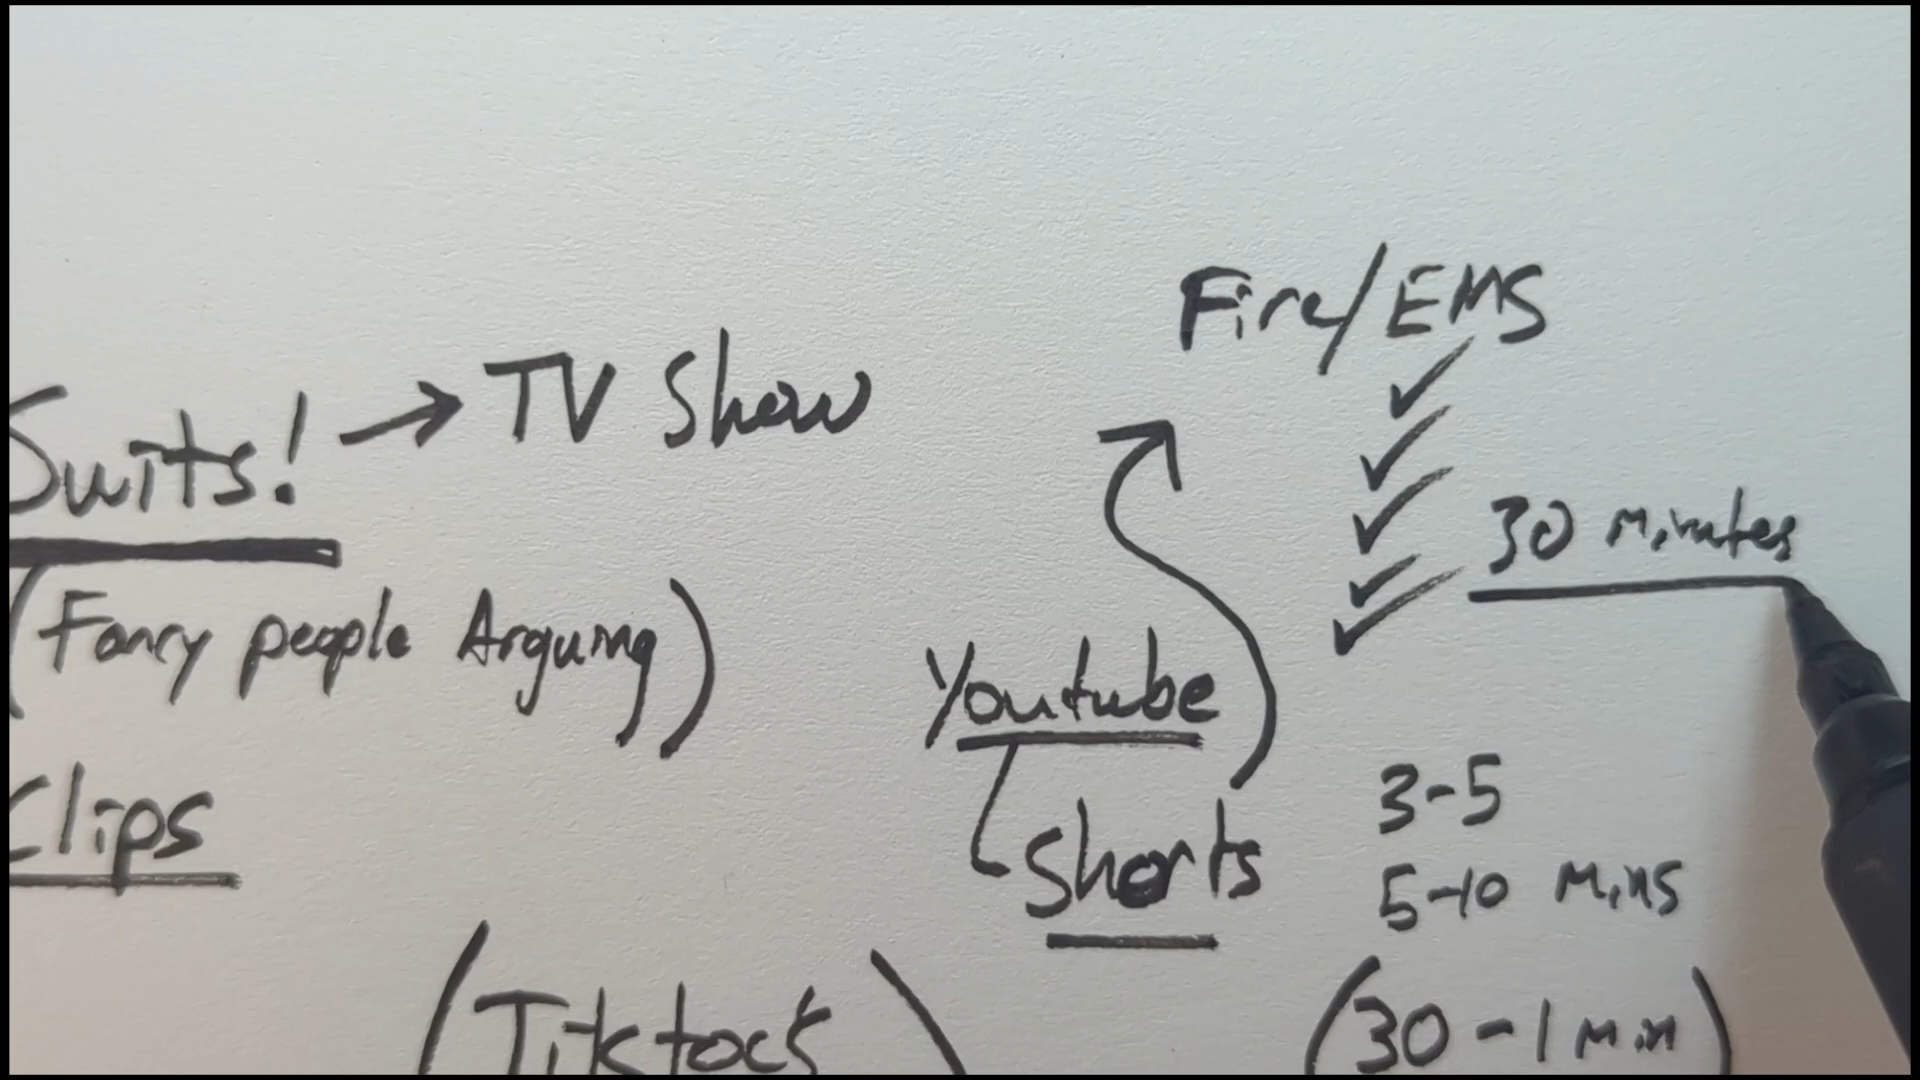 Suits! → TV Show
(Fancy people Arguing)
Clips
(Tiktock)
Fire/EMS
✓
✓
✓
✓
✓
30 Minutes
Youtube
Shorts
3-5
5-10 Mins
(30 - 1 Min)